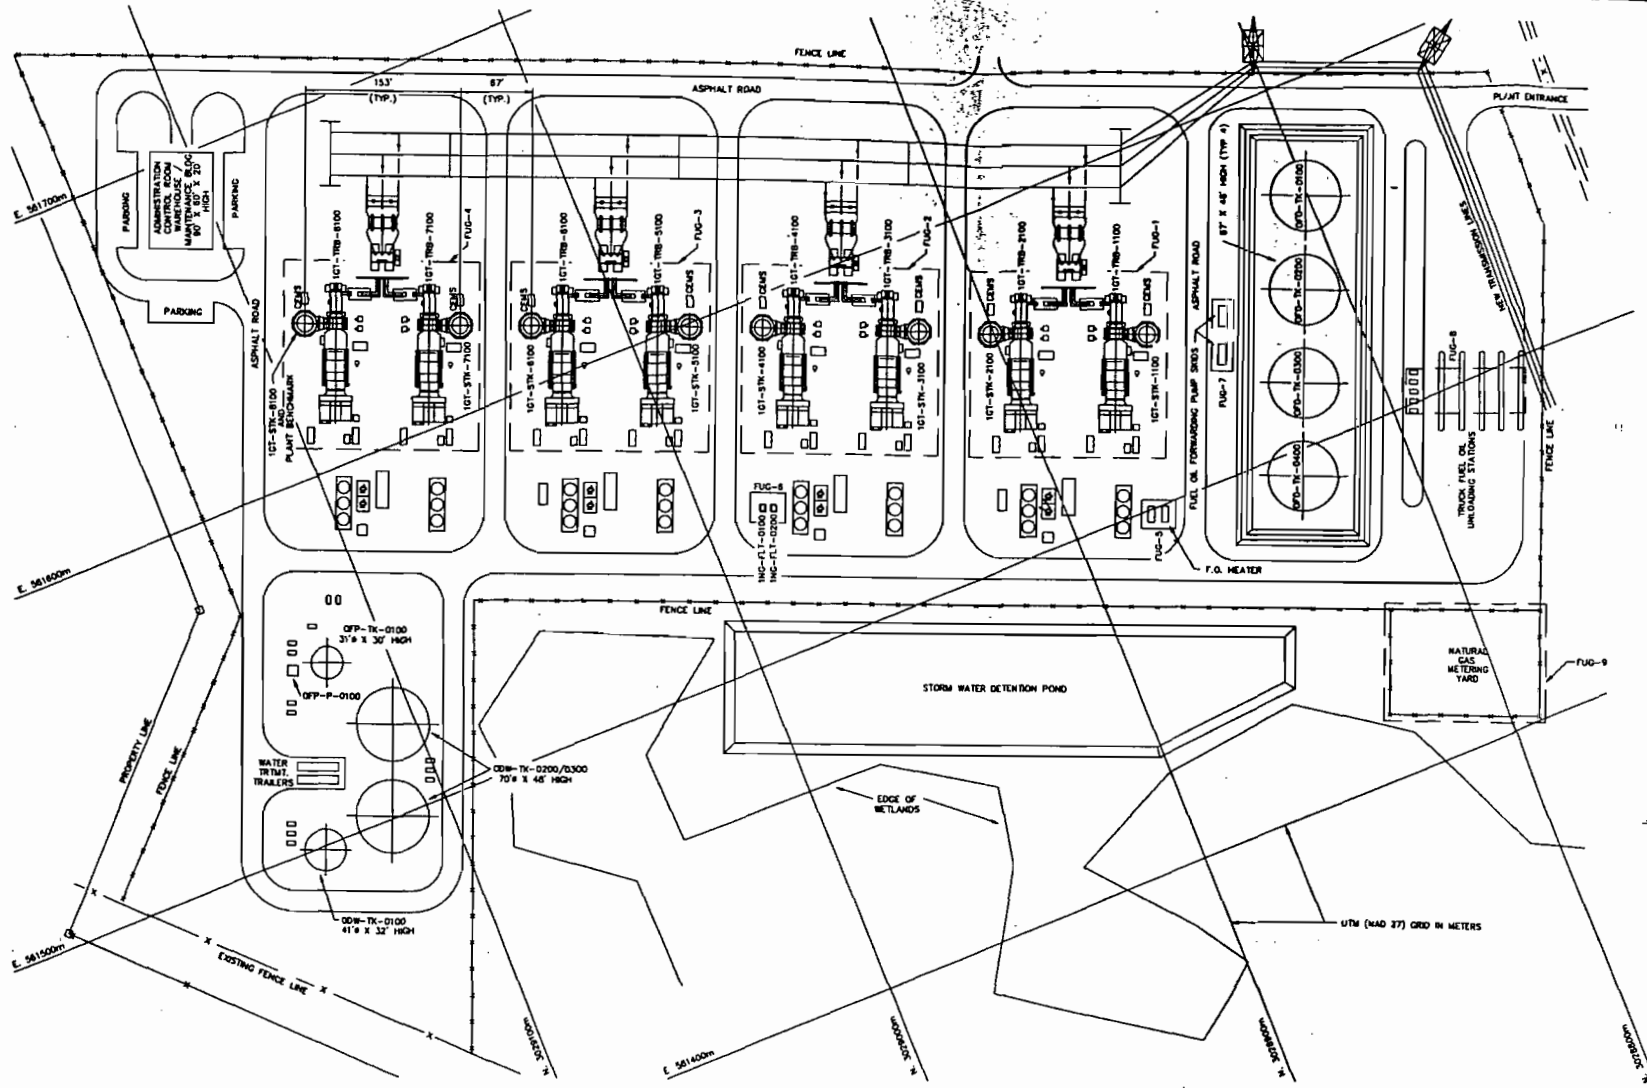 FENCE LINE
ASPHALT ROAD
153'
(TYP.)
67'
(TYP.)
PLANT ENTRANCE
E. 561700m
PARKING
ADMINISTRATION
CONTROL ROOM
WAREHOUSE /
MAINTENANCE BLDG
90' X 80' X 20'
HIGH
PARKING
PARKING
ASPHALT ROAD
1GT-TRB-8100
1GT-TRB-7100
FUG-4
1GT-TRB-6100
1GT-TRB-5100
FUG-3
1GT-TRB-4100
1GT-TRB-3100
FUG-2
1GT-TRB-2100
1GT-TRB-1100
FUG-1
CEMS
CEMS
CEMS
CEMS
CEMS
CEMS
CEMS
CEMS
1GT-STK-8100
AND
PLANT BENCHMARK
1GT-STK-7100
1GT-STK-6100
1GT-STK-5100
1GT-STK-4100
1GT-STK-3100
1GT-STK-2100
1GT-STK-1100
FUEL OIL FORWARDING PUMP SKIDS
ASPHALT ROAD
FUG-7
67' X 48' HIGH (TYP 4)
OFO-TK-0100
OFO-TK-0200
OFO-TK-0300
OFO-TK-0400
NEW TRANSMISSION LINES
FUG-8
TRUCK FUEL OIL
UNLOADING STATIONS
FENCE LINE
FUG-6
1NG-FLT-0100
1NG-FLT-0200
FUG-5
F.O. HEATER
E. 561600m
FENCE LINE
OFP-TK-0100
31'ø X 30' HIGH
OFP-P-0100
WATER
TRTMT.
TRAILERS
ODW-TK-0200/0300
70'ø X 48' HIGH
ODW-TK-0100
41'ø X 32' HIGH
PROPERTY LINE
FENCE LINE
STORM WATER DETENTION POND
NATURAL
GAS
METERING
YARD
FUG-9
EDGE OF
WETLANDS
UTM (NAD 27) GRID IN METERS
E. 561500m
EXISTING FENCE LINE
N. 3029100m
E 561400m
N. 3029000m
N. 3028900m
3028800m